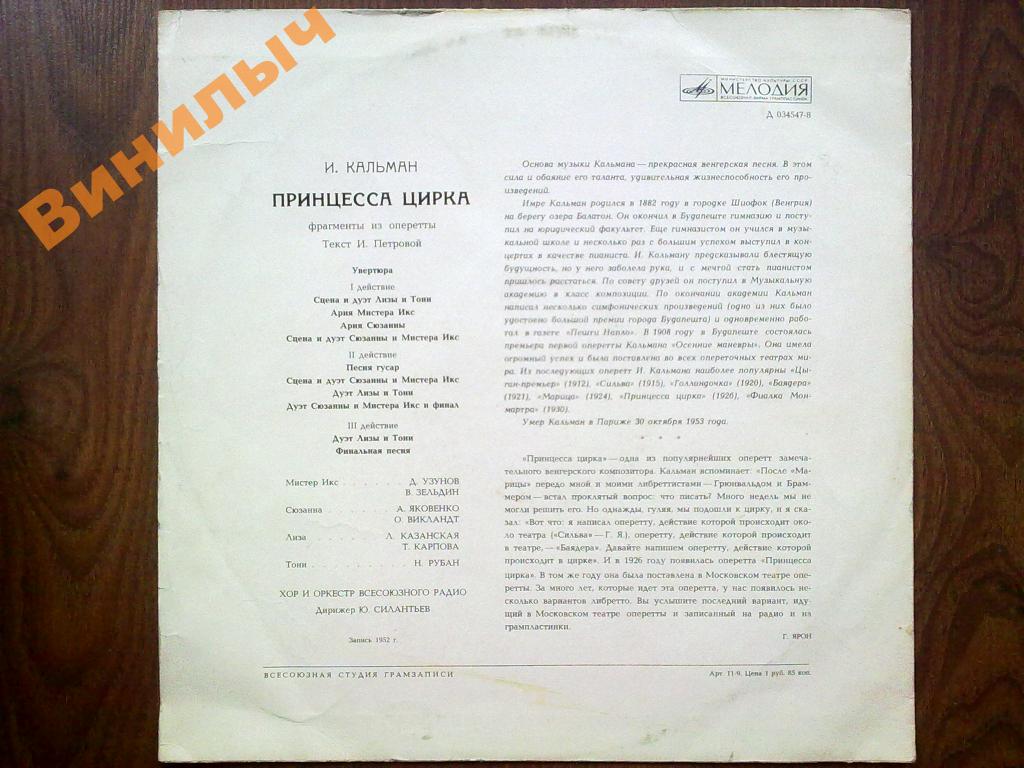 Винилыч
МИНИСТЕРСТВО КУЛЬТУРЫ СССР
МЕЛОДИЯ
ВСЕСОЮЗНАЯ ФИРМА ГРАМПЛАСТИНОК
Д 034547-8
И. КАЛЬМАН
ПРИНЦЕССА ЦИРКА
фрагменты из оперетты
Текст И. Петровой
Увертюра
I действие
Сцена и дуэт Лизы и Тони
Ария Мистера Икс
Ария Сюзанны
Сцена и дуэт Сюзанны и Мистера Икс
II действие
Песня гусар
Сцена и дуэт Сюзанны и Мистера Икс
Дуэт Лизы и Тони
Дуэт Сюзанны и Мистера Икс и финал
III действие
Дуэт Лизы и Тони
Финальная песня
Мистер Икс . . . . . . . Д. УЗУНОВ
В. ЗЕЛЬДИН
Сюзанна . . . . . . . . А. ЯКОВЕНКО
О. ВИКЛАНДТ
Лиза . . . . . . . . . Л. КАЗАНСКАЯ
Т. КАРПОВА
Тони . . . . . . . . . . Н. РУБАН
ХОР И ОРКЕСТР ВСЕСОЮЗНОГО РАДИО
Дирижер Ю. СИЛАНТЬЕВ
Запись 1952 г.
Основа музыки Кальмана — прекрасная венгерская песня. В этом
сила и обаяние его таланта, удивительная жизнеспособность его про-
изведений.
Имре Кальман родился в 1882 году в городке Шиофок (Венгрия)
на берегу озера Балатон. Он окончил в Будапеште гимназию и посту-
пил на юридический факультет. Еще гимназистом он учился в музы-
кальной школе и несколько раз с большим успехом выступил в кон-
цертах в качестве пианиста. И. Кальману предсказывали блестящую
будущность, но у него заболела рука, и с мечтой стать пианистом
пришлось расстаться. По совету друзей он поступил в Музыкальную
академию в класс композиции. По окончании академии Кальман
написал несколько симфонических произведений (одно из них было
удостоено большой премии города Будапешта) и одновременно рабо-
тал в газете «Пешти Напло». В 1908 году в Будапеште состоялась
премьера первой оперетты Кальмана «Осенние маневры». Она имела
огромный успех и была поставлена во всех опереточных театрах ми-
ра. Из последующих оперетт И. Кальмана наиболее популярны «Цы-
ган-премьер» (1912), «Сильва» (1915), «Голландочка» (1920), «Баядера»
(1921), «Марица» (1924), «Принцесса цирка» (1926), «Фиалка Мон-
мартра» (1930).
Умер Кальман в Париже 30 октября 1953 года.
* * *
«Принцесса цирка» — одна из популярнейших оперетт замеча-
тельного венгерского композитора. Кальман вспоминает: «После «Ма-
рицы» передо мной и моими либреттистами — Грюнвальдом и Брам-
мером — встал проклятый вопрос: что писать? Много недель мы не
могли решить его. Но однажды, гуляя, мы подошли к цирку, и я ска-
зал: «Вот что: я написал оперетту, действие которой происходит око-
ло театра («Сильва» — Г. Я.), оперетту, действие которой происходит
в театре, — «Баядера». Давайте напишем оперетту, действие которой
происходит в цирке». И в 1926 году появилась оперетта «Принцесса
цирка». В том же году она была поставлена в Московском театре опе-
ретты. За много лет, которые идет эта оперетта, у нас появилось не-
сколько вариантов либретто. Вы услышите последний вариант, иду-
щий в Московском театре оперетты и записанный на радио и на
грампластинки.
Г. ЯРОН
ВСЕСОЮЗНАЯ СТУДИЯ ГРАМЗАПИСИ
Арт. 11-9. Цена 1 руб. 85 коп.